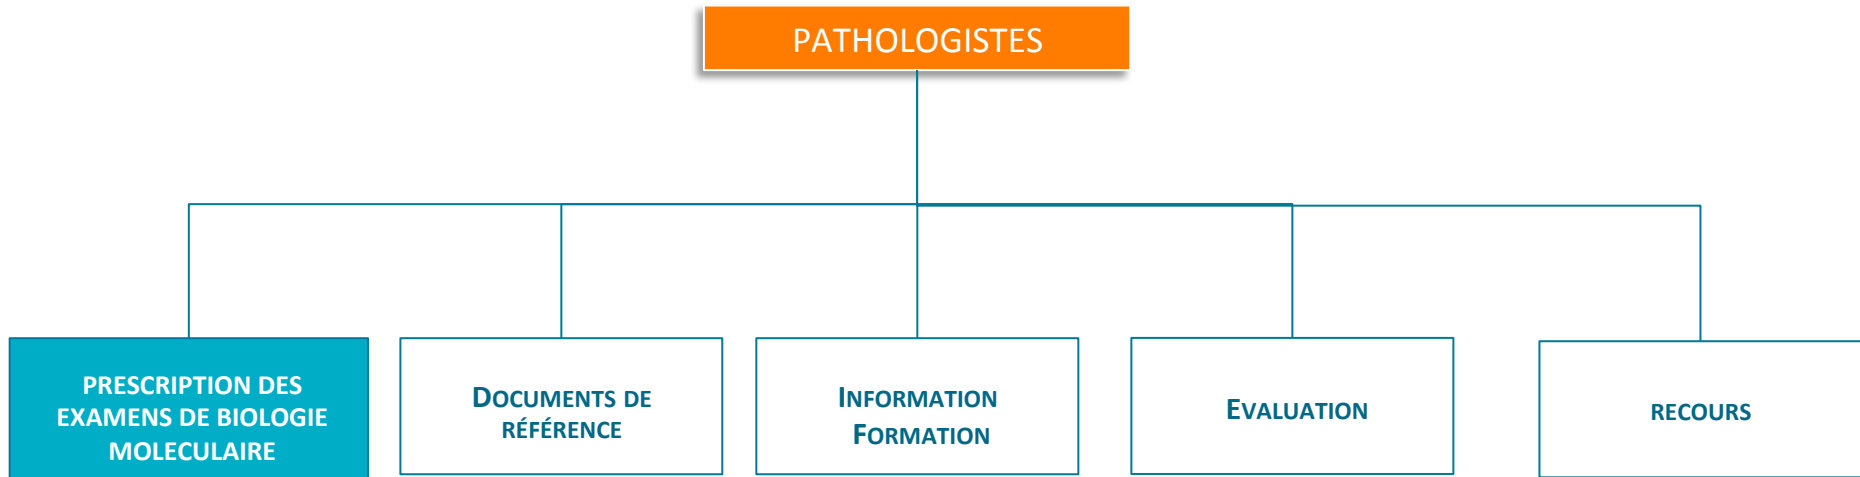 PATHOLOGISTES
PRESCRIPTION DES
EXAMENS DE BIOLOGIE
MOLECULAIRE
DOCUMENTS DE
RÉFÉRENCE
INFORMATION
FORMATION
EVALUATION
RECOURS